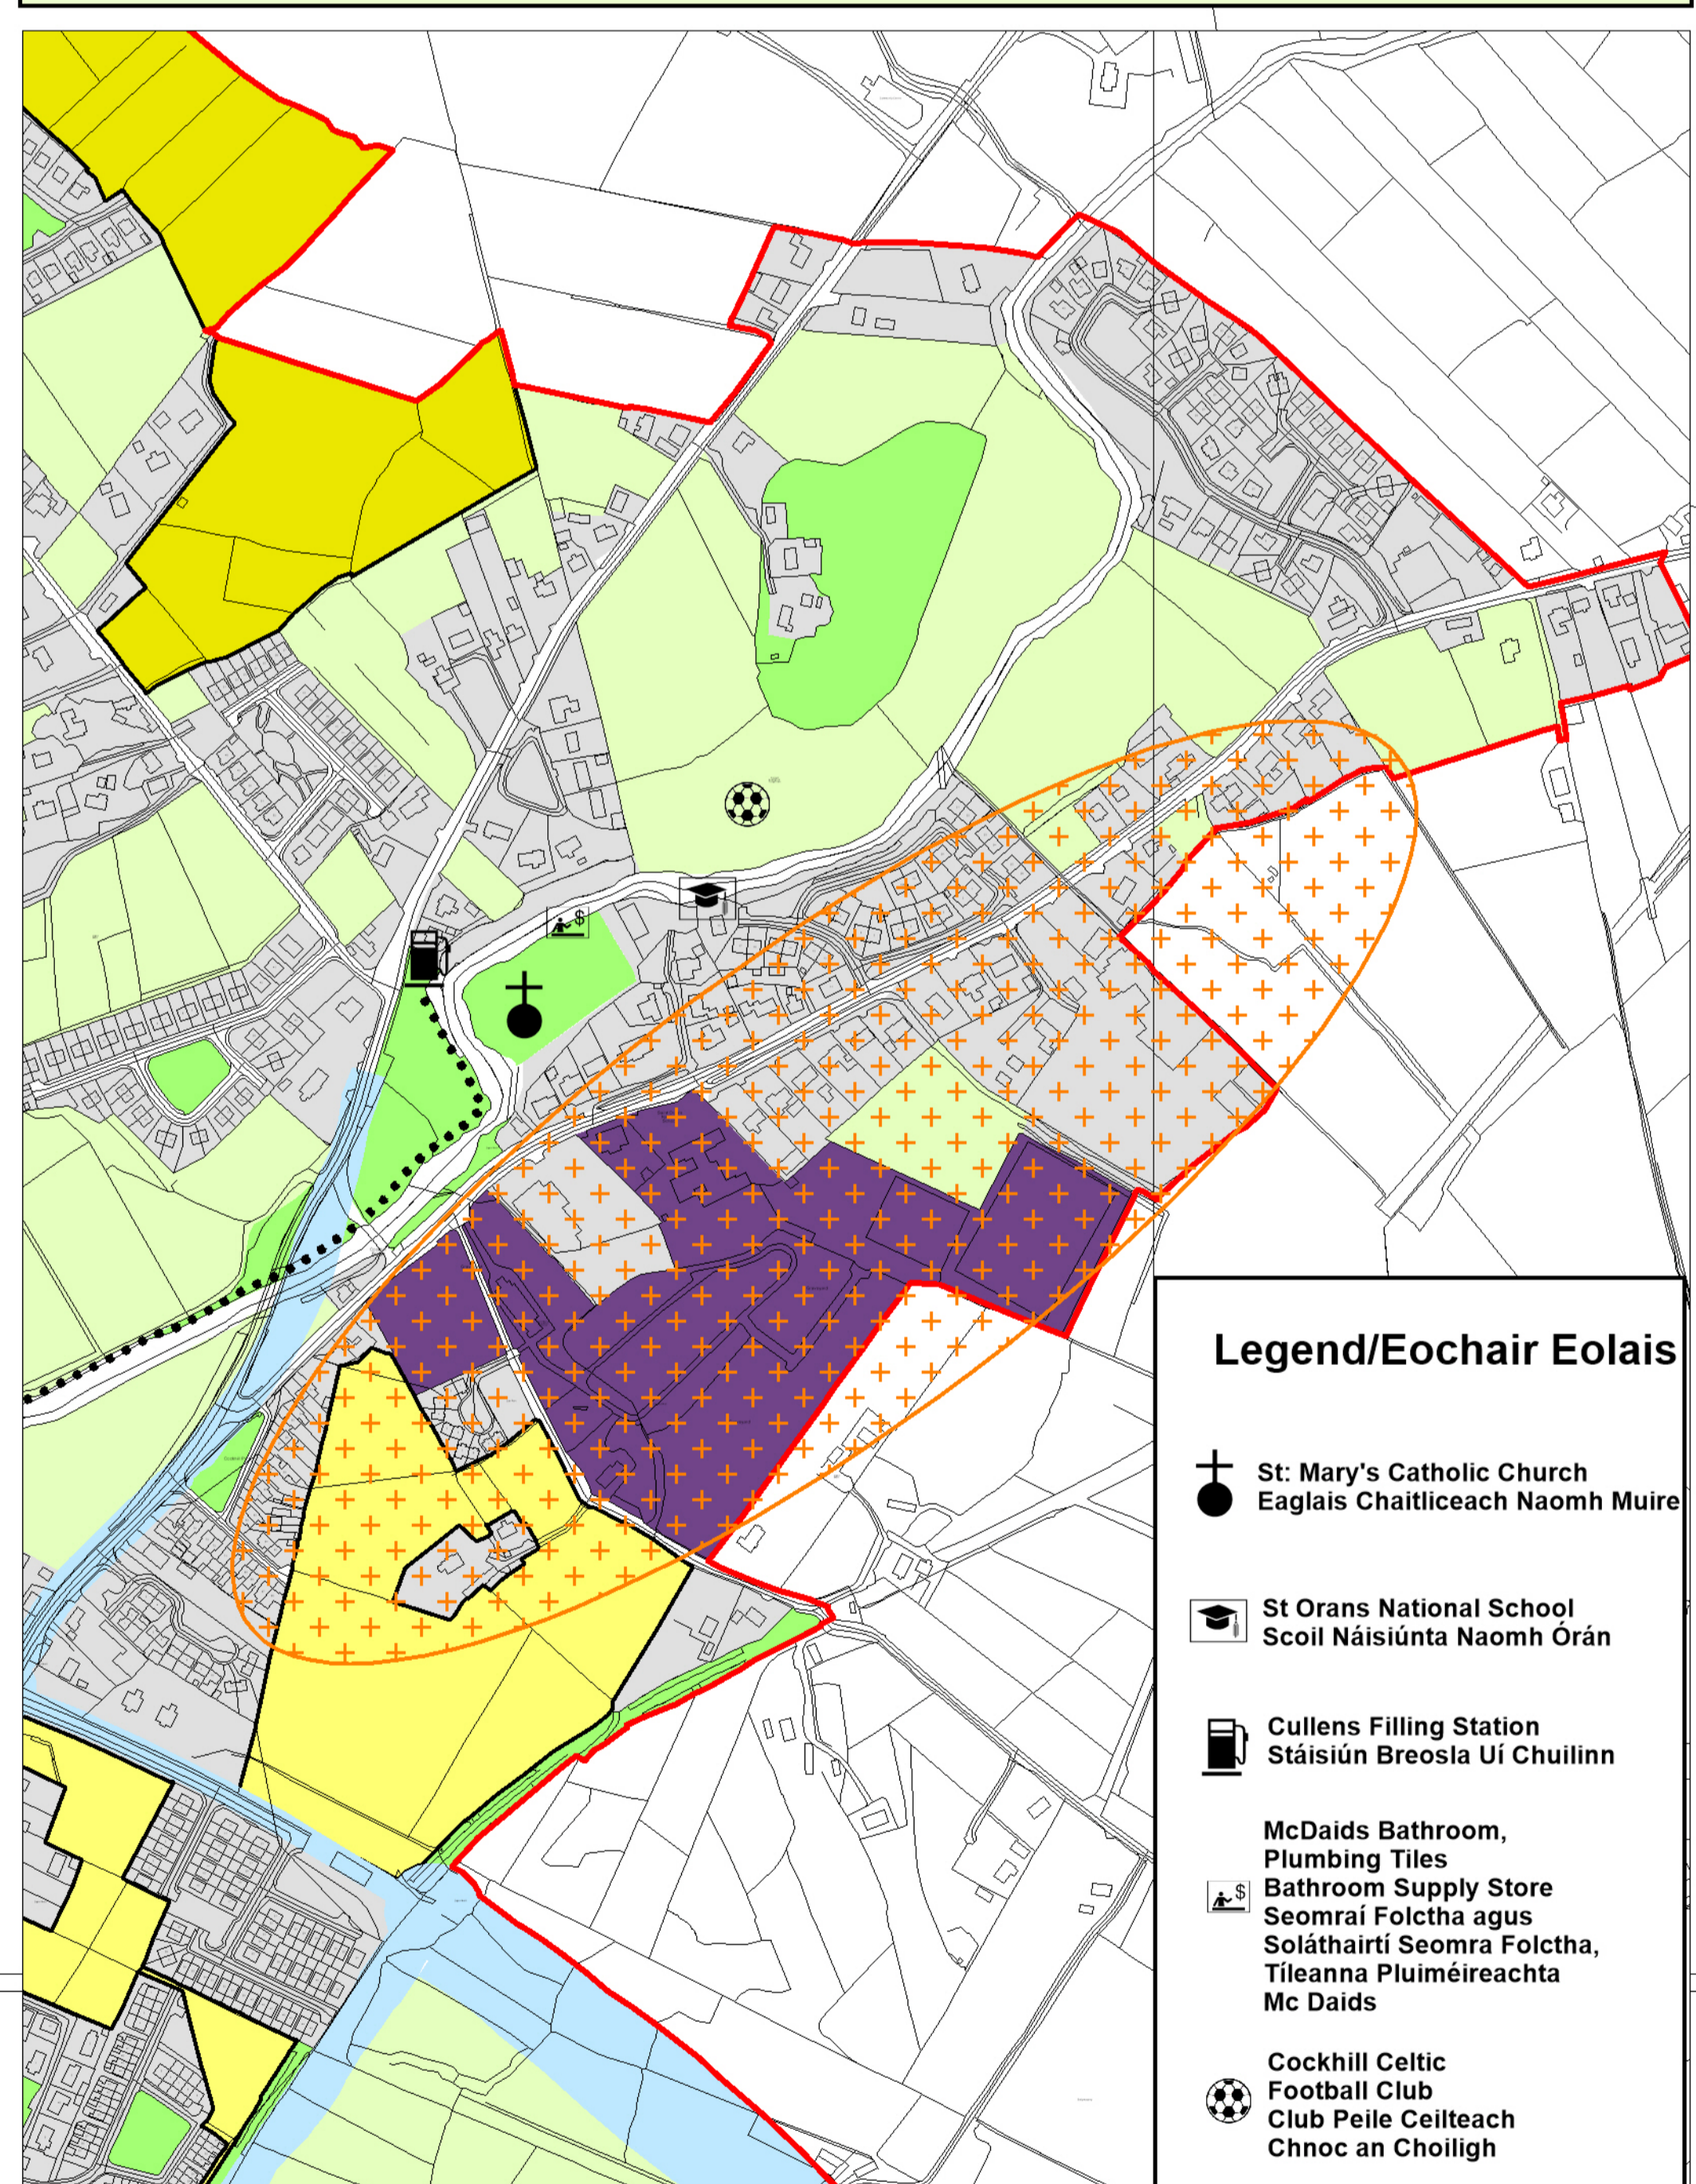 Legend/Eochair Eolais
St: Mary's Catholic Church
Eaglais Chaitliceach Naomh Muire
St Orans National School
Scoil Náisiúnta Naomh Órán
Cullens Filling Station
Stáisiún Breosla Uí Chuilinn
McDaids Bathroom,
Plumbing Tiles
Bathroom Supply Store
Seomraí Folctha agus
Soláthairtí Seomra Folctha,
Tíleanna Pluiméireachta
Mc Daids
Cockhill Celtic
Football Club
Club Peile Ceilteach
Chnoc an Choiligh